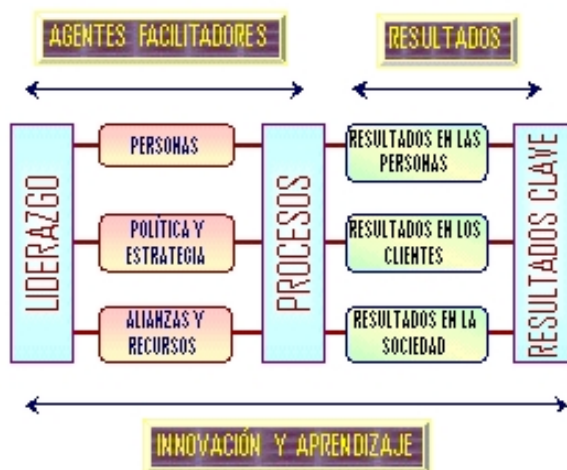 AGENTES FACILITADORES
RESULTADOS
LIDERAZGO
PERSONAS
POLÍTICA Y
ESTRATEGIA
ALIANZAS Y
RECURSOS
PROCESOS
RESULTADOS EN LAS
PERSONAS
RESULTADOS EN LOS
CLIENTES
RESULTADOS EN LA
SOCIEDAD
RESULTADOS CLAVE
INNOVACIÓN Y APRENDIZAJE